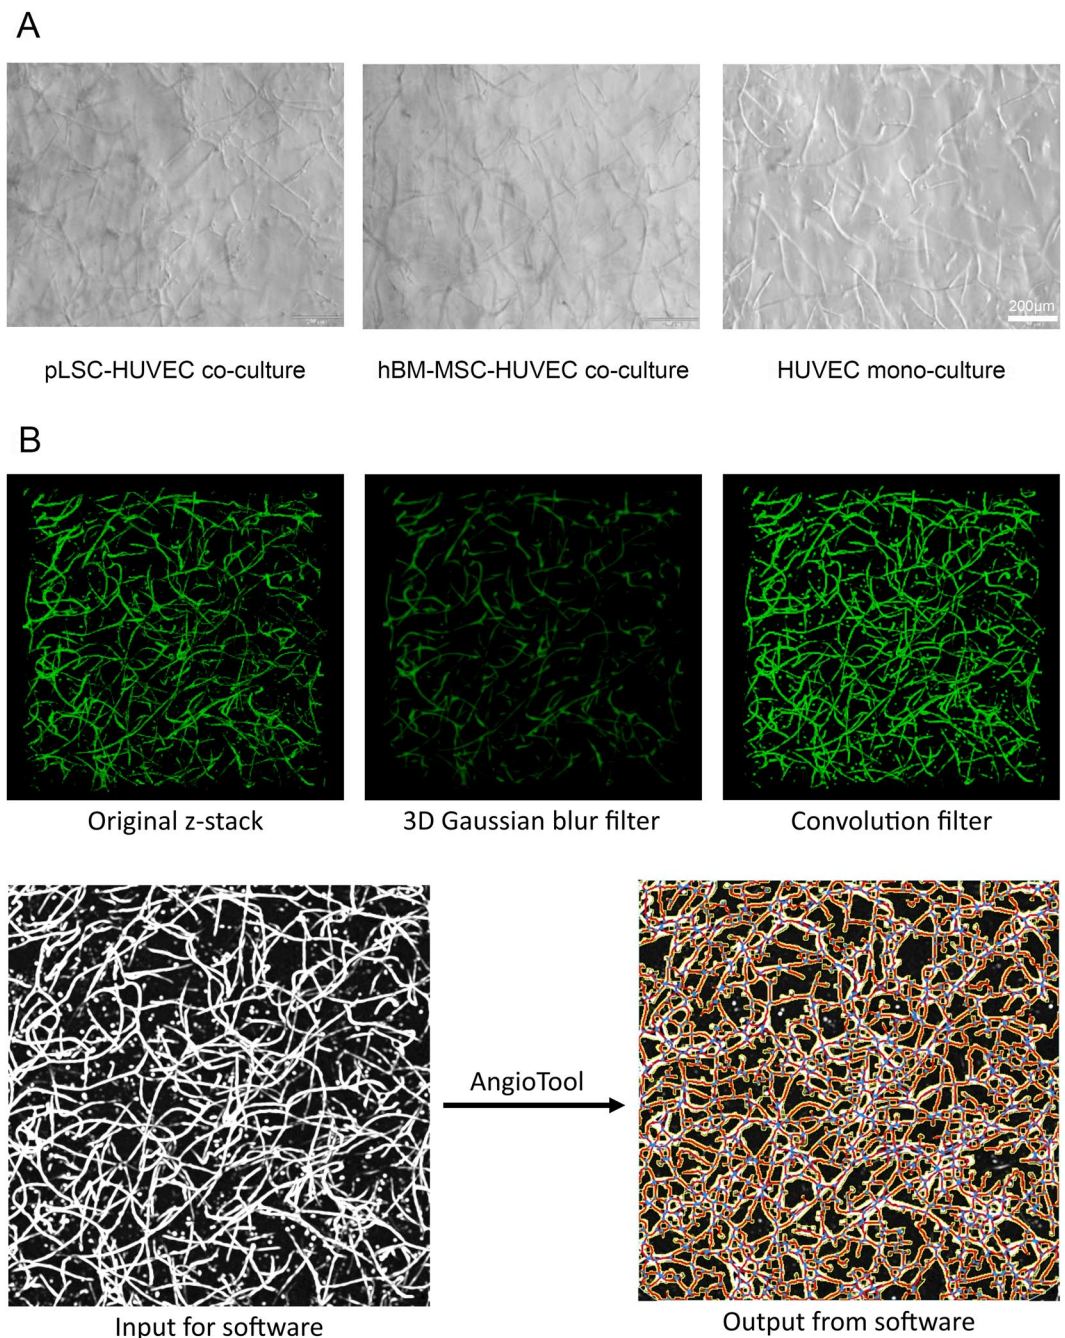 A
200µm
pLSC-HUVEC co-culture
hBM-MSC-HUVEC co-culture
HUVEC mono-culture
B
Original z-stack
3D Gaussian blur filter
Convolution filter
AngioTool
Input for software
Output from software